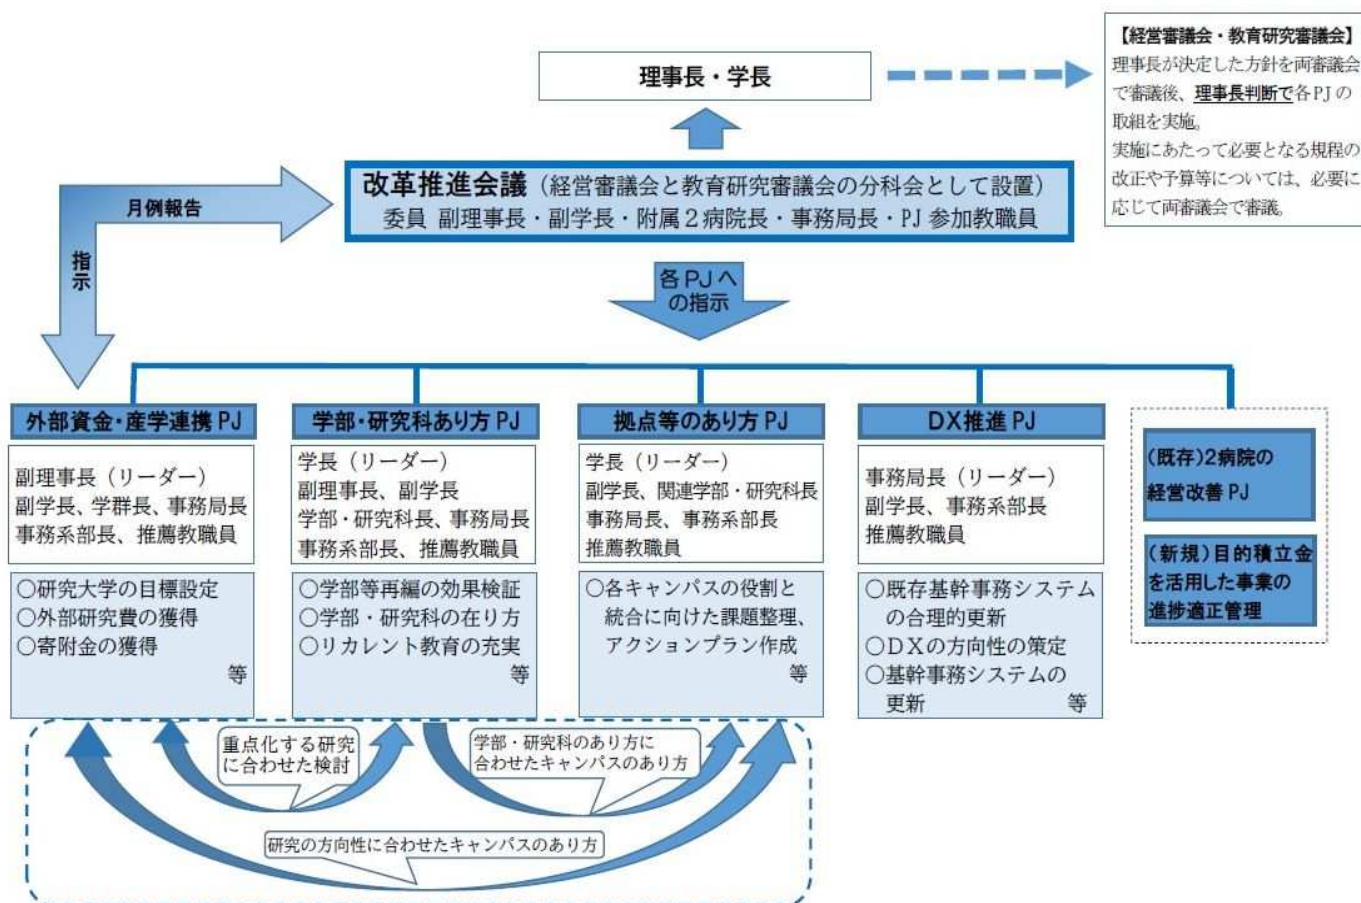 理事長・学長
【経営審議会・教育研究審議会】
理事長が決定した方針を両審議会
で審議後、理事長判断で各PJの
取組を実施。
実施にあたって必要となる規程の
改正や予算等については、必要に
応じて両審議会で審議。
改革推進会議（経営審議会と教育研究審議会の分科会として設置）
委員 副理事長・副学長・附属２病院長・事務局長・PJ 参加教職員
月例報告
指示
各PJへ
の指示
外部資金・産学連携 PJ
副理事長（リーダー）
副学長、学群長、事務局長
事務系部長、推薦教職員
○研究大学の目標設定
○外部研究費の獲得
○寄附金の獲得
等
学部・研究科あり方 PJ
学長（リーダー）
副理事長、副学長
学部・研究科長、事務局長
事務系部長、推薦教職員
○学部等再編の効果検証
○学部・研究科の在り方
○リカレント教育の充実
等
拠点等のあり方 PJ
学長（リーダー）
副学長、関連学部・研究科長
事務局長、事務系部長
推薦教職員
○各キャンパスの役割と
統合に向けた課題整理、
アクションプラン作成
等
DX推進 PJ
事務局長（リーダー）
副学長、事務系部長
推薦教職員
○既存基幹事務システム
の合理的更新
○ＤＸの方向性の策定
○基幹事務システムの
更新 等
(既存)2病院の
経営改善 PJ
(新規)目的積立金
を活用した事業の
進捗適正管理
重点化する研究
に合わせた検討
学部・研究科のあり方に
合わせたキャンパスのあり方
研究の方向性に合わせたキャンパスのあり方